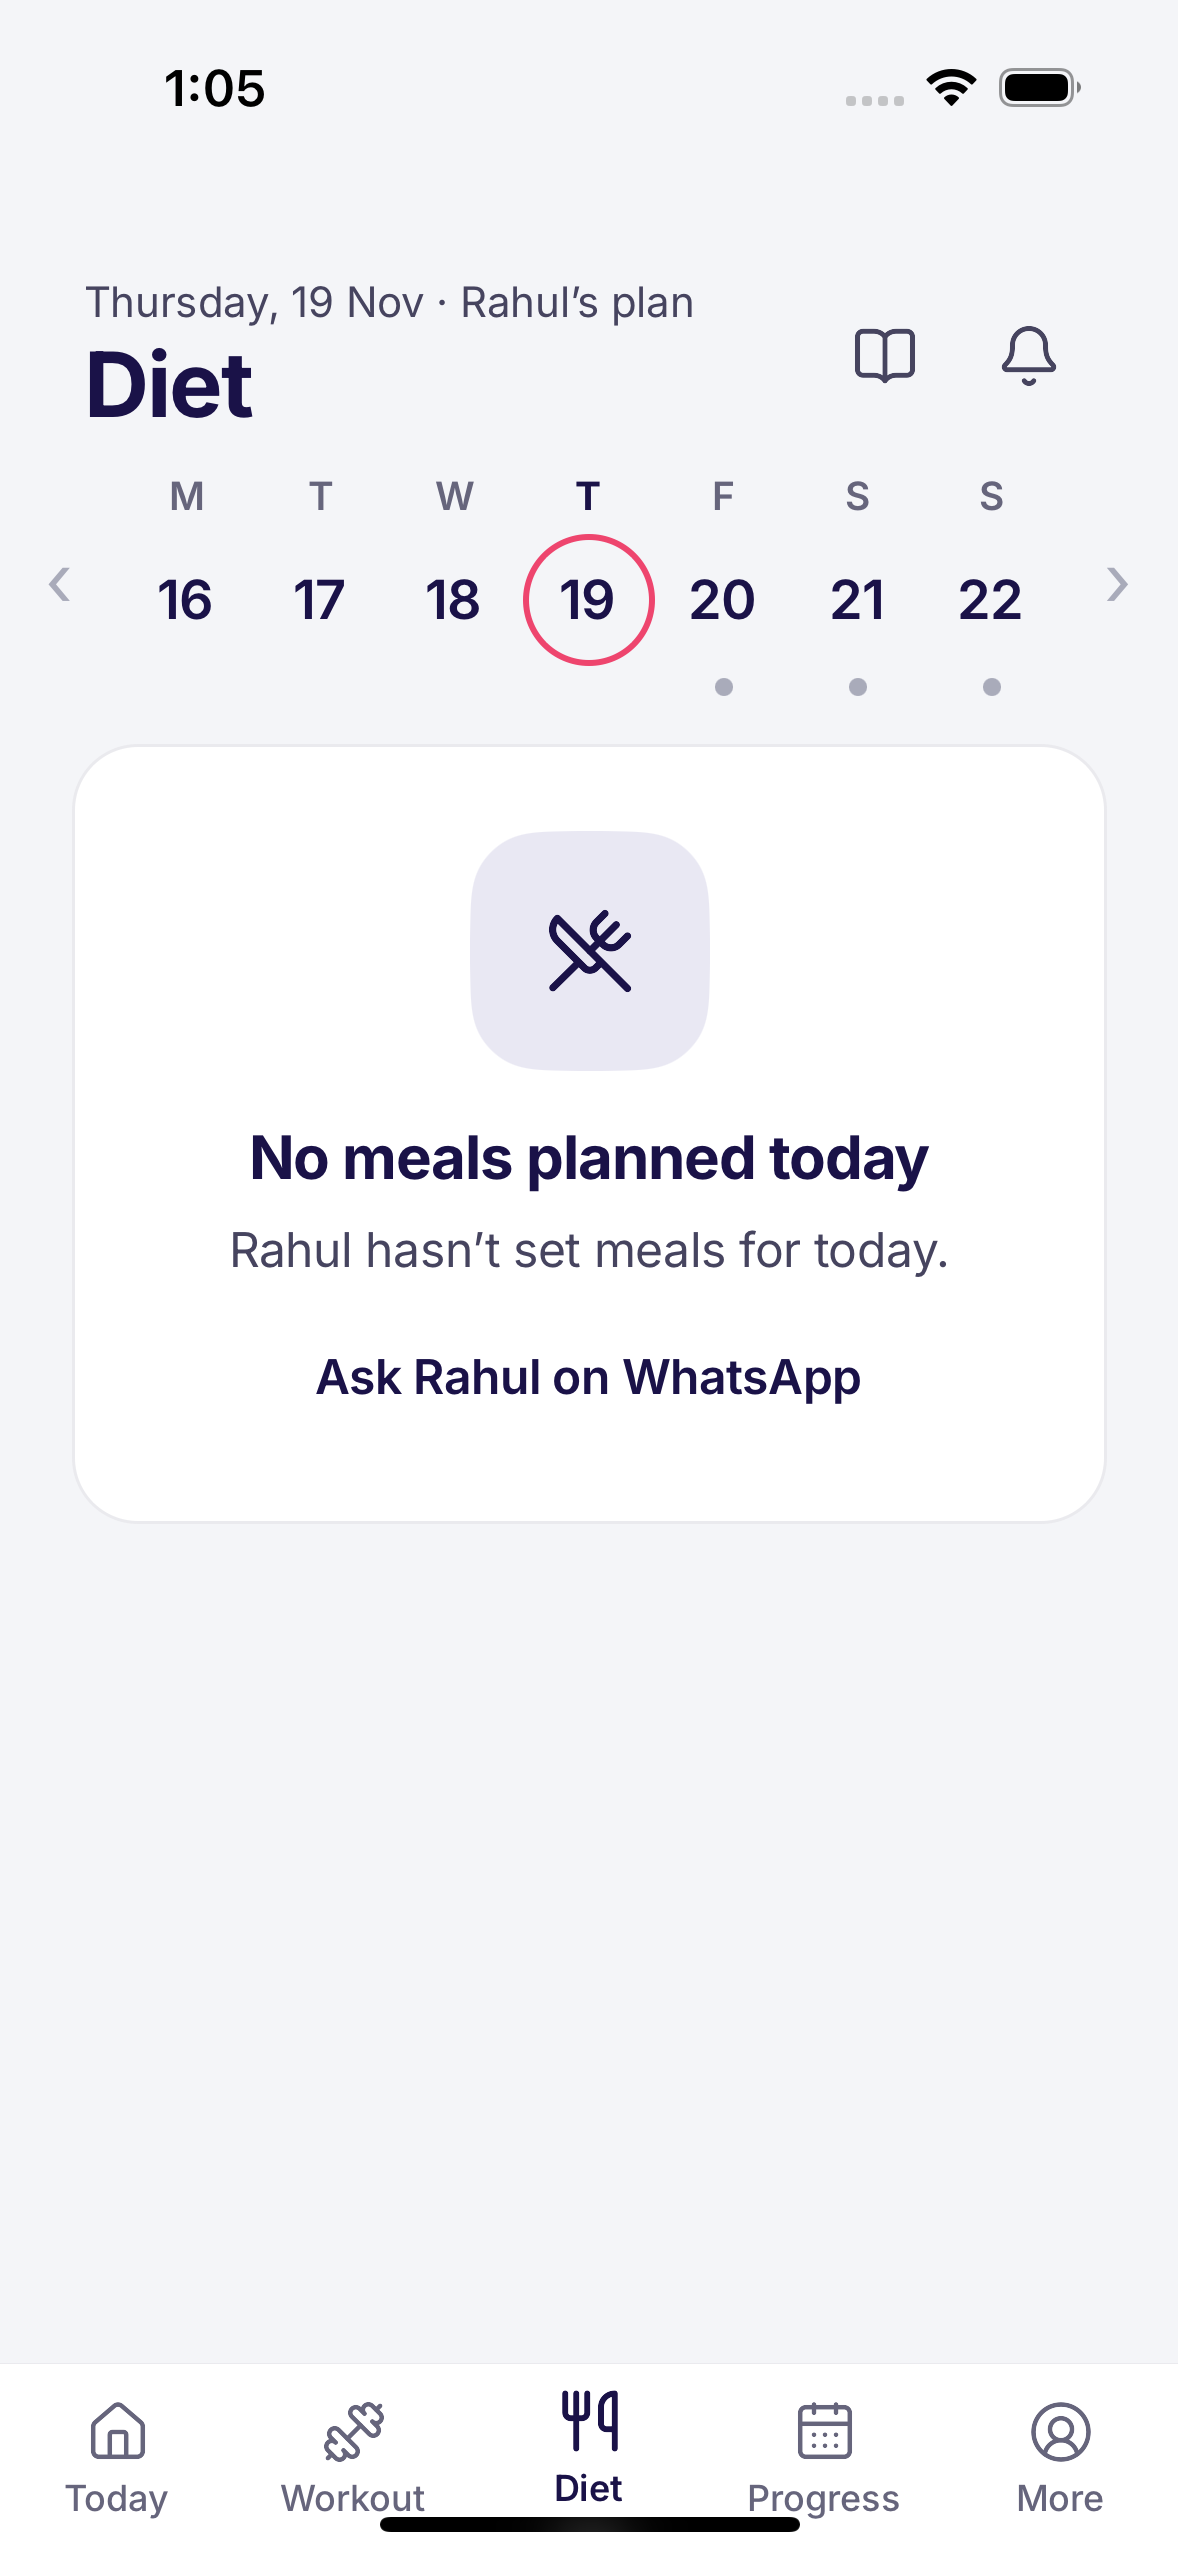 1:05
Thursday, 19 Nov · Rahul’s plan
Diet
M T W T F S S
‹ 16 17 18 19 20 21 22 ›
No meals planned today
Rahul hasn’t set meals for today.
Ask Rahul on WhatsApp
Today Workout Diet Progress More